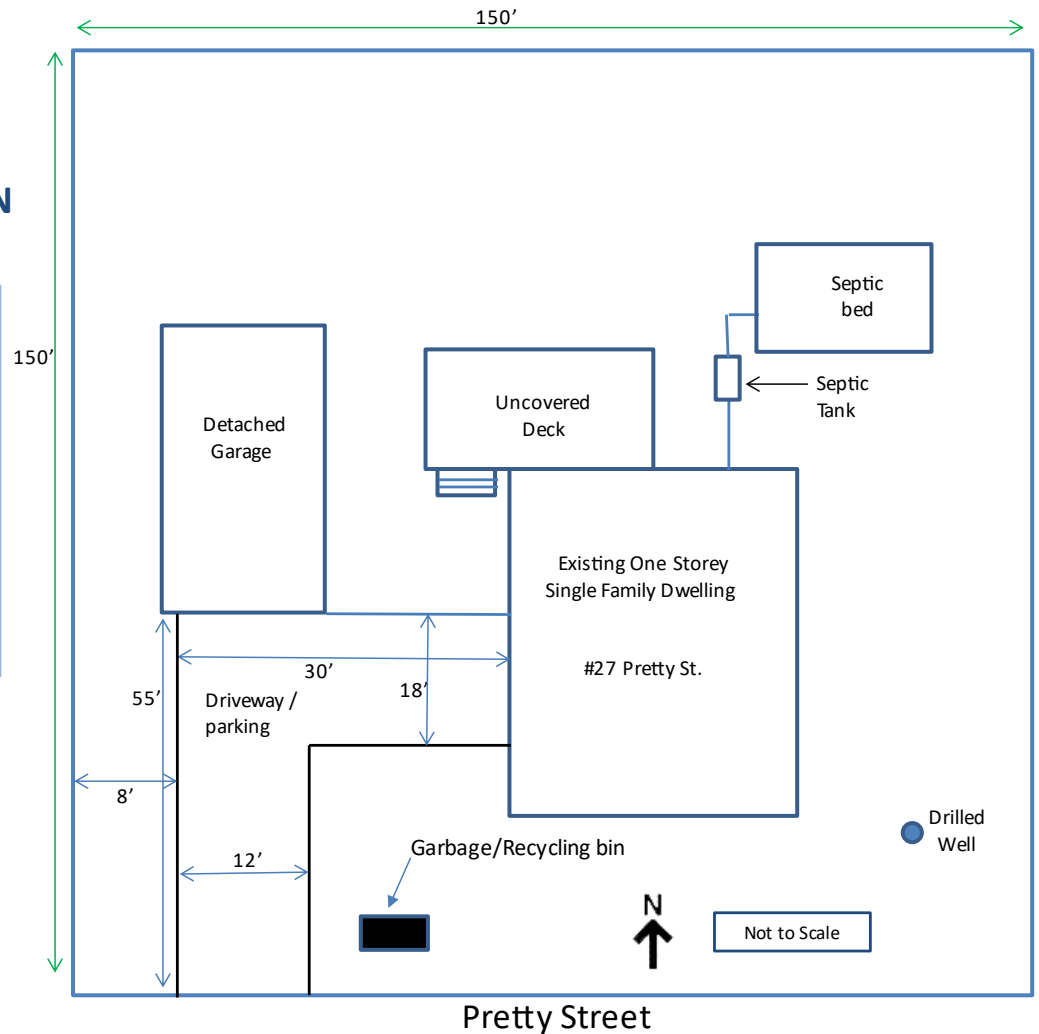 150’
N
150’
Septic
bed
Septic
Tank
Uncovered
Deck
Detached
Garage
Existing One Storey
Single Family Dwelling
#27 Pretty St.
30’
18’
55’
Driveway /
parking
8’
12’
Garbage/Recycling bin
Drilled
Well
N
Not to Scale
Pretty Street